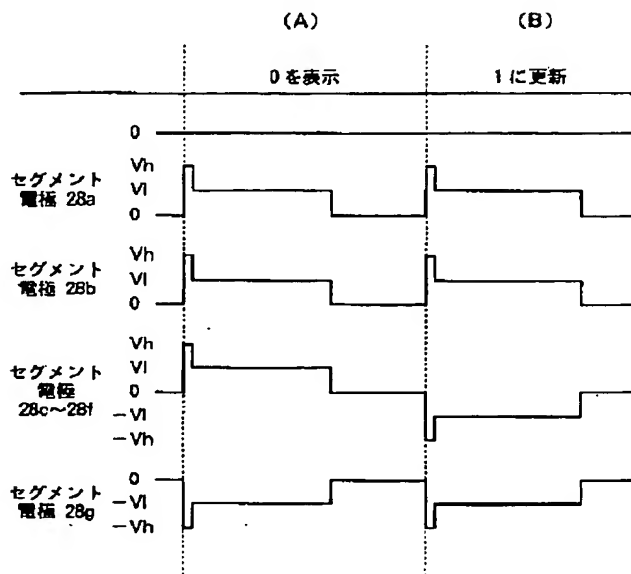 (A)
(B)
0 を表示
1 に更新
0
セグメント
電極 28a
Vh
Vl
0
セグメント
電極 28b
Vh
Vl
0
セグメント
電極
28c～28f
Vh
Vl
0
－Vl
－Vh
セグメント
電極 28g
0
－Vl
－Vh